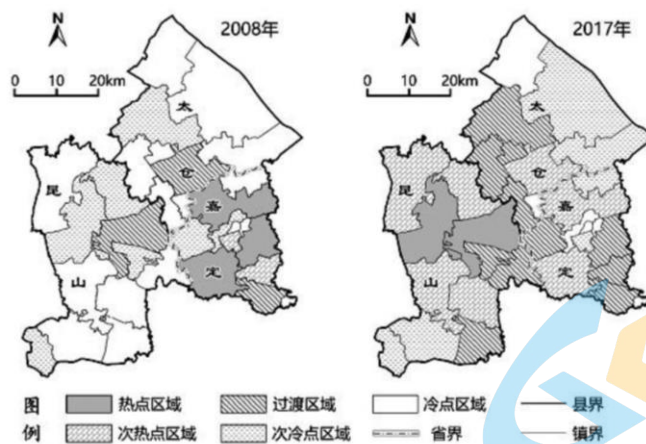 N
2008年
0 10 20km
太
仓
昆
嘉
定
山
N
2017年
0 10 20km
太
仓
昆
嘉
定
山
图例
热点区域
过渡区域
冷点区域
县界
次热点区域
次冷点区域
省界
镇界